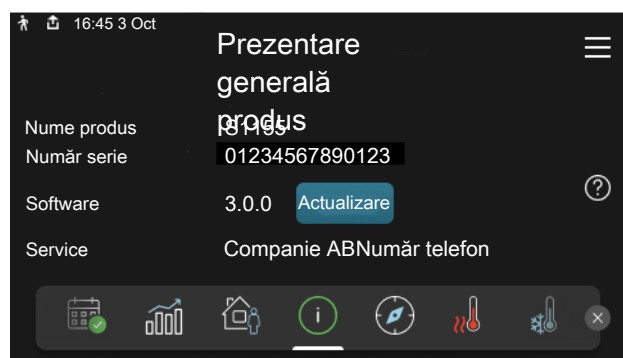 16:45 3 Oct
Prezentare
generală
produs
Nume produs S1155
Număr serie 01234567890123
Software 3.0.0 Actualizare
Service Companie ABNumăr telefon